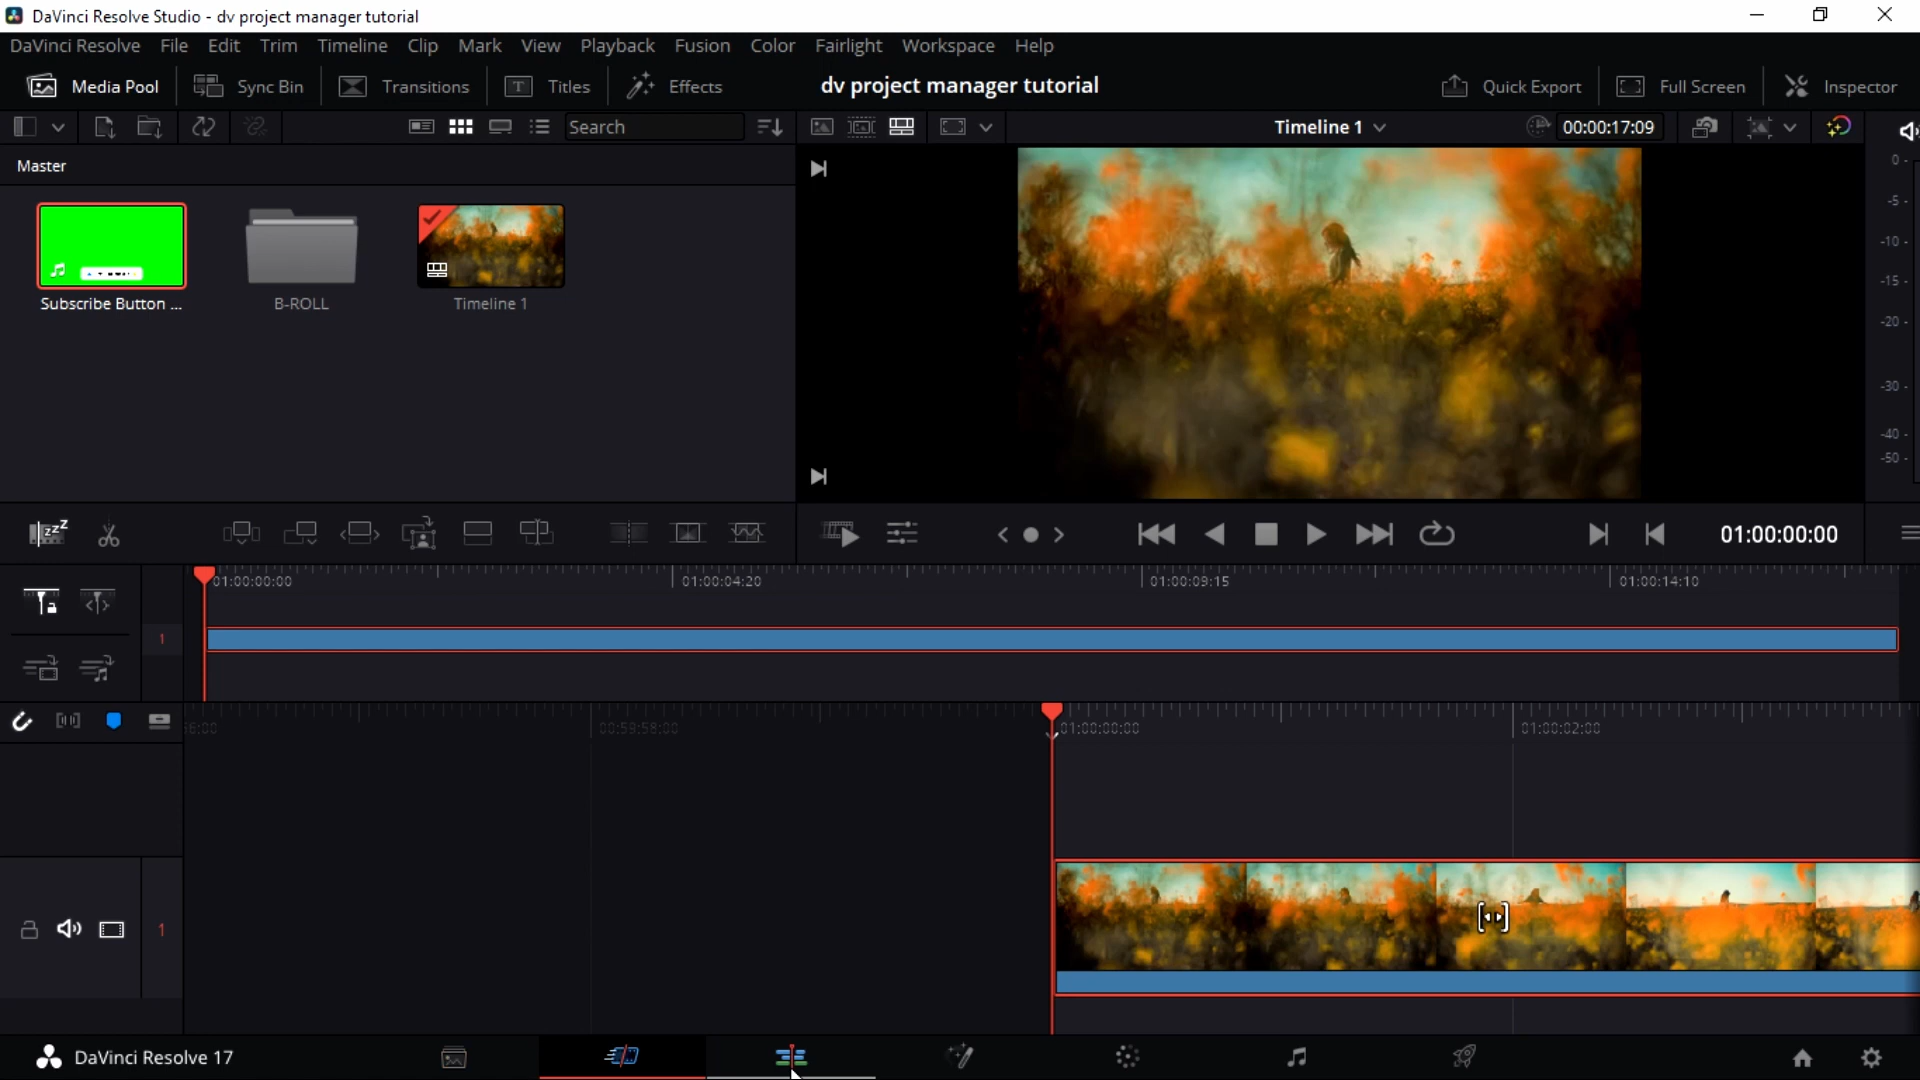 DaVinci Resolve Studio - dv project manager tutorial
DaVinci Resolve File Edit Trim Timeline Clip Mark View Playback Fusion Color Fairlight Workspace Help
Media Pool Sync Bin Transitions Titles Effects dv project manager tutorial Quick Export Full Screen Inspector
Search Timeline 1 00:00:17:09
Master
Subscribe Button ... B-ROLL Timeline 1
0 -
-5 -
-10 -
-15 -
-20 -
-30 -
-40 -
-50 -
01:00:00:00
01:00:00:00 01:00:04:20 01:00:09:15 01:00:14:10
1
00:59:58:00 01:00:00:00 01:00:02:00
1
DaVinci Resolve 17